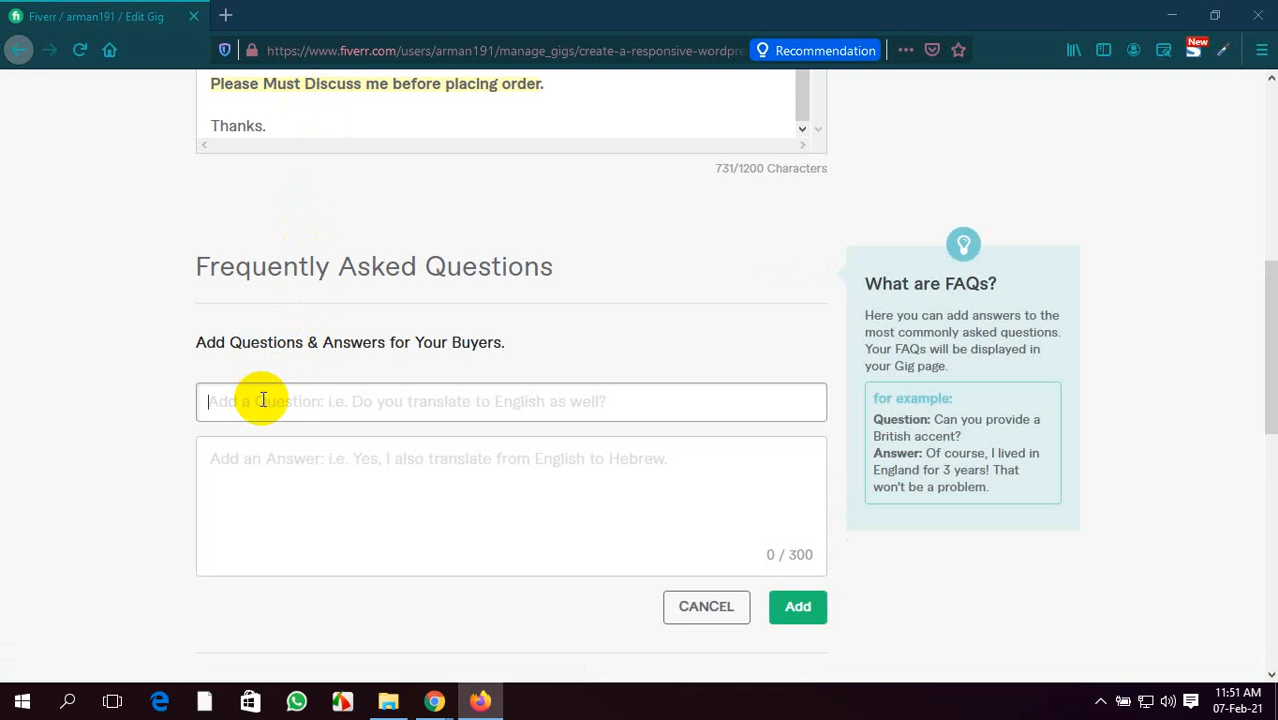 Fiverr / arman191 / Edit Gig
https://www.fiverr.com/users/arman191/manage_gigs/create-a-responsive-wordpre
Recommendation
New
Please Must Discuss me before placing order.
Thanks.
731/1200 Characters
Frequently Asked Questions
Add Questions & Answers for Your Buyers.
Add a Question: i.e. Do you translate to English as well?
Add an Answer: i.e. Yes, I also translate from English to Hebrew.
0 / 300
CANCEL
Add
What are FAQs?
Here you can add answers to the
most commonly asked questions.
Your FAQs will be displayed in
your Gig page.
for example:
Question: Can you provide a
British accent?
Answer: Of course, I lived in
England for 3 years! That
won't be a problem.
11:51 AM
07-Feb-21